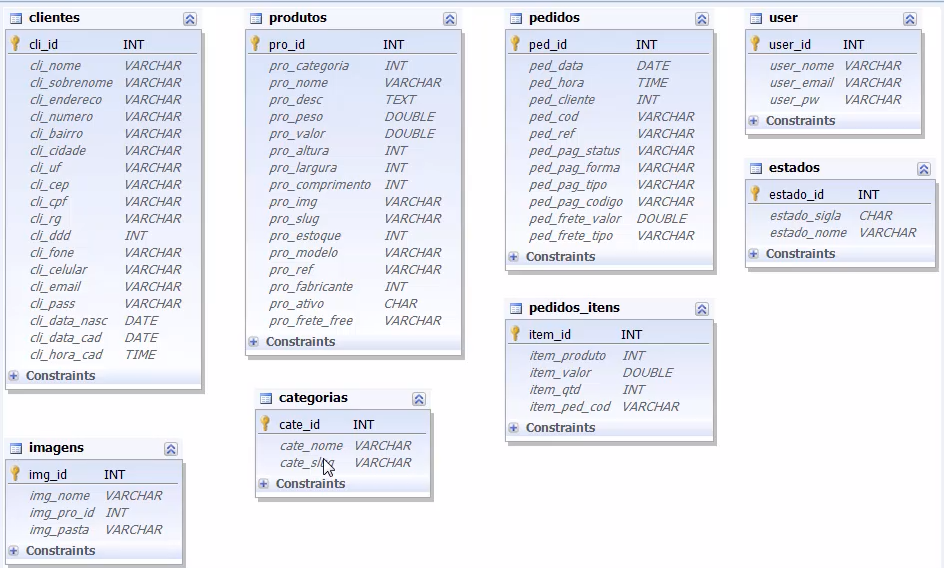 clientes
cli_id INT
cli_nome VARCHAR
cli_sobrenome VARCHAR
cli_endereco VARCHAR
cli_numero VARCHAR
cli_bairro VARCHAR
cli_cidade VARCHAR
cli_uf VARCHAR
cli_cep VARCHAR
cli_cpf VARCHAR
cli_rg VARCHAR
cli_ddd INT
cli_fone VARCHAR
cli_celular VARCHAR
cli_email VARCHAR
cli_pass VARCHAR
cli_data_nasc DATE
cli_data_cad DATE
cli_hora_cad TIME
Constraints
imagens
img_id INT
img_nome VARCHAR
img_pro_id INT
img_pasta VARCHAR
Constraints
produtos
pro_id INT
pro_categoria INT
pro_nome VARCHAR
pro_desc TEXT
pro_peso DOUBLE
pro_valor DOUBLE
pro_altura INT
pro_largura INT
pro_comprimento INT
pro_img VARCHAR
pro_slug VARCHAR
pro_estoque INT
pro_modelo VARCHAR
pro_ref VARCHAR
pro_fabricante INT
pro_ativo CHAR
pro_frete_free VARCHAR
Constraints
categorias
cate_id INT
cate_nome VARCHAR
cate_slug VARCHAR
Constraints
pedidos
ped_id INT
ped_data DATE
ped_hora TIME
ped_cliente INT
ped_cod VARCHAR
ped_ref VARCHAR
ped_pag_status VARCHAR
ped_pag_forma VARCHAR
ped_pag_tipo VARCHAR
ped_pag_codigo VARCHAR
ped_frete_valor DOUBLE
ped_frete_tipo VARCHAR
Constraints
pedidos_itens
item_id INT
item_produto INT
item_valor DOUBLE
item_qtd INT
item_ped_cod VARCHAR
Constraints
user
user_id INT
user_name VARCHAR
user_email VARCHAR
user_pw VARCHAR
Constraints
estados
estado_id INT
estado_sigla CHAR
estado_nome VARCHAR
Constraints